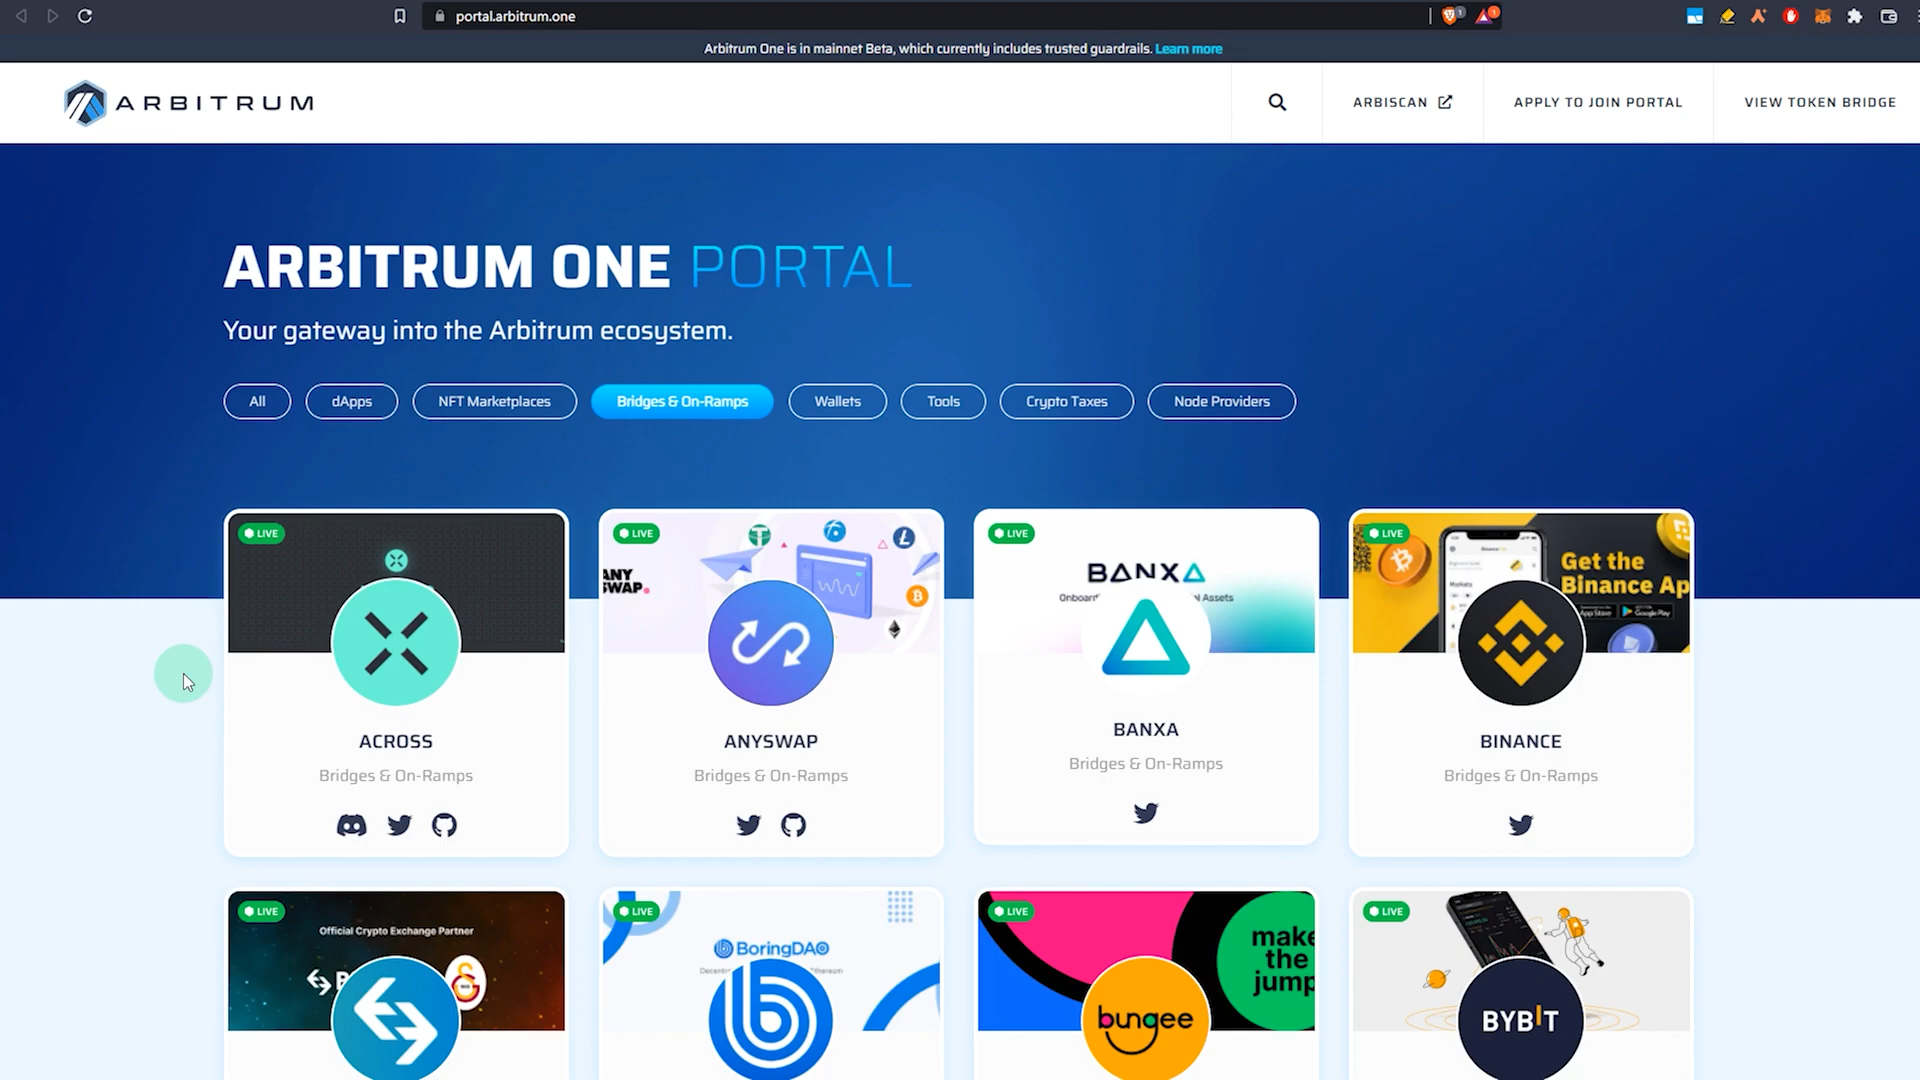 portal.arbitrum.one
Arbitrum One is in mainnet Beta, which currently includes trusted guardrails. Learn more
ARBITRUM
ARBISCAN
APPLY TO JOIN PORTAL
VIEW TOKEN BRIDGE
ARBITRUM ONE PORTAL
Your gateway into the Arbitrum ecosystem.
All
dApps
NFT Marketplaces
Bridges & On-Ramps
Wallets
Tools
Crypto Taxes
Node Providers
LIVE
LIVE
ANY
SWAP.
LIVE
BANXA
Assets
LIVE
Get the
Binance Ap
ACROSS
Bridges & On-Ramps
ANYSWAP
Bridges & On-Ramps
BANXA
Bridges & On-Ramps
BINANCE
Bridges & On-Ramps
LIVE
Official Crypto Exchange Partner
LIVE
BoringDAO
LIVE
make
the
jump
bungee
LIVE
BYBIT